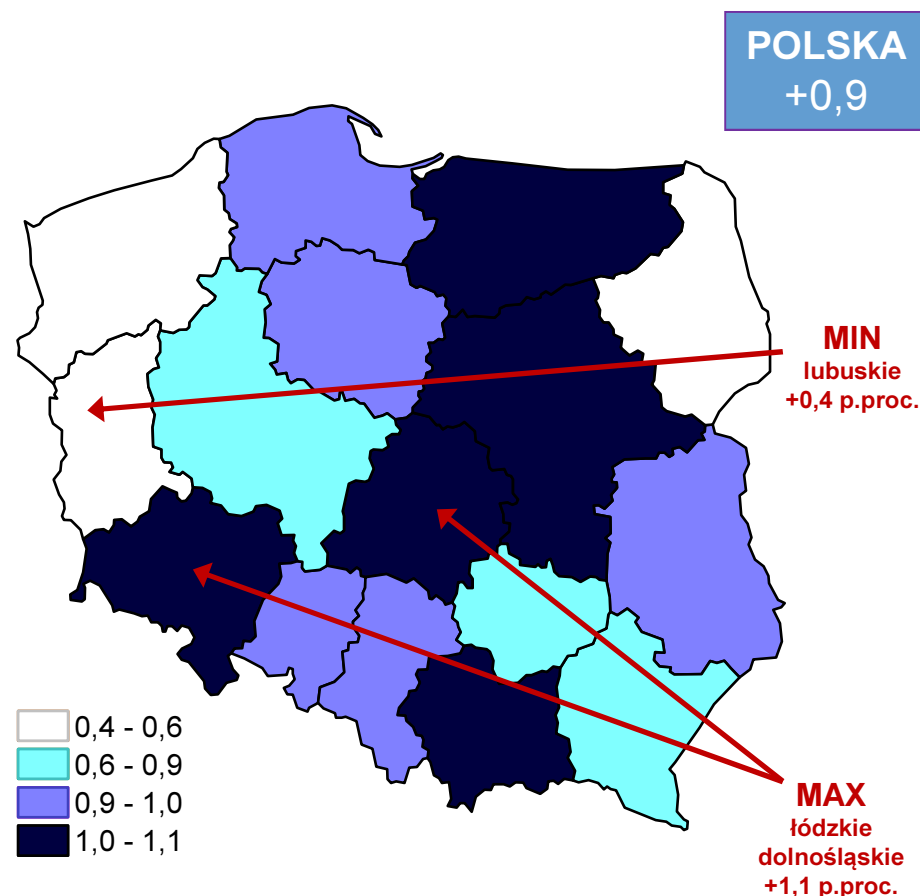 POLSKA
+0,9
MIN
lubuskie
+0,4 p.proc.
0,4 - 0,6
0,6 - 0,9
0,9 - 1,0
1,0 - 1,1
MAX
łódzkie
dolnośląskie
+1,1 p.proc.